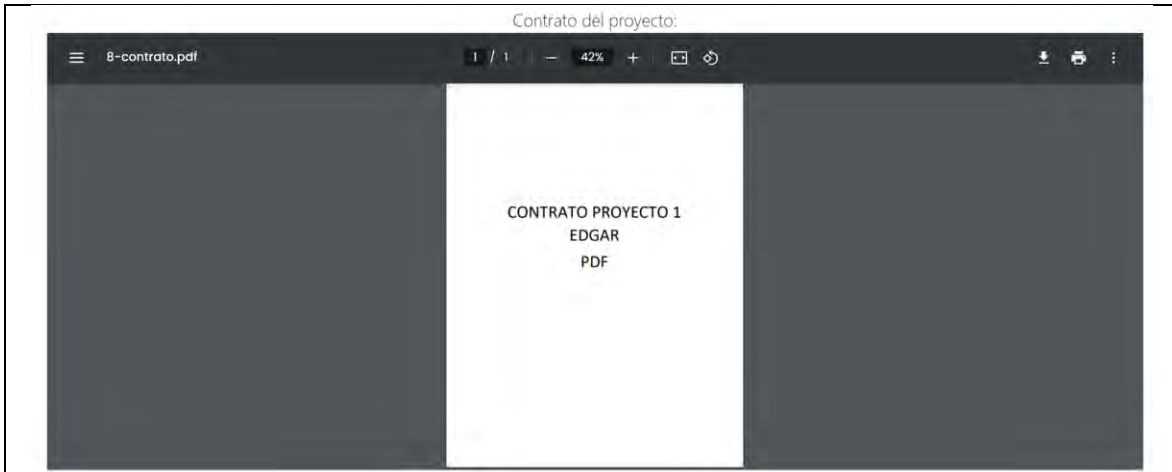 Contrato del proyecto:
8-contrato.pdf 1 / 1 42%
CONTRATO PROYECTO 1
EDGAR
PDF